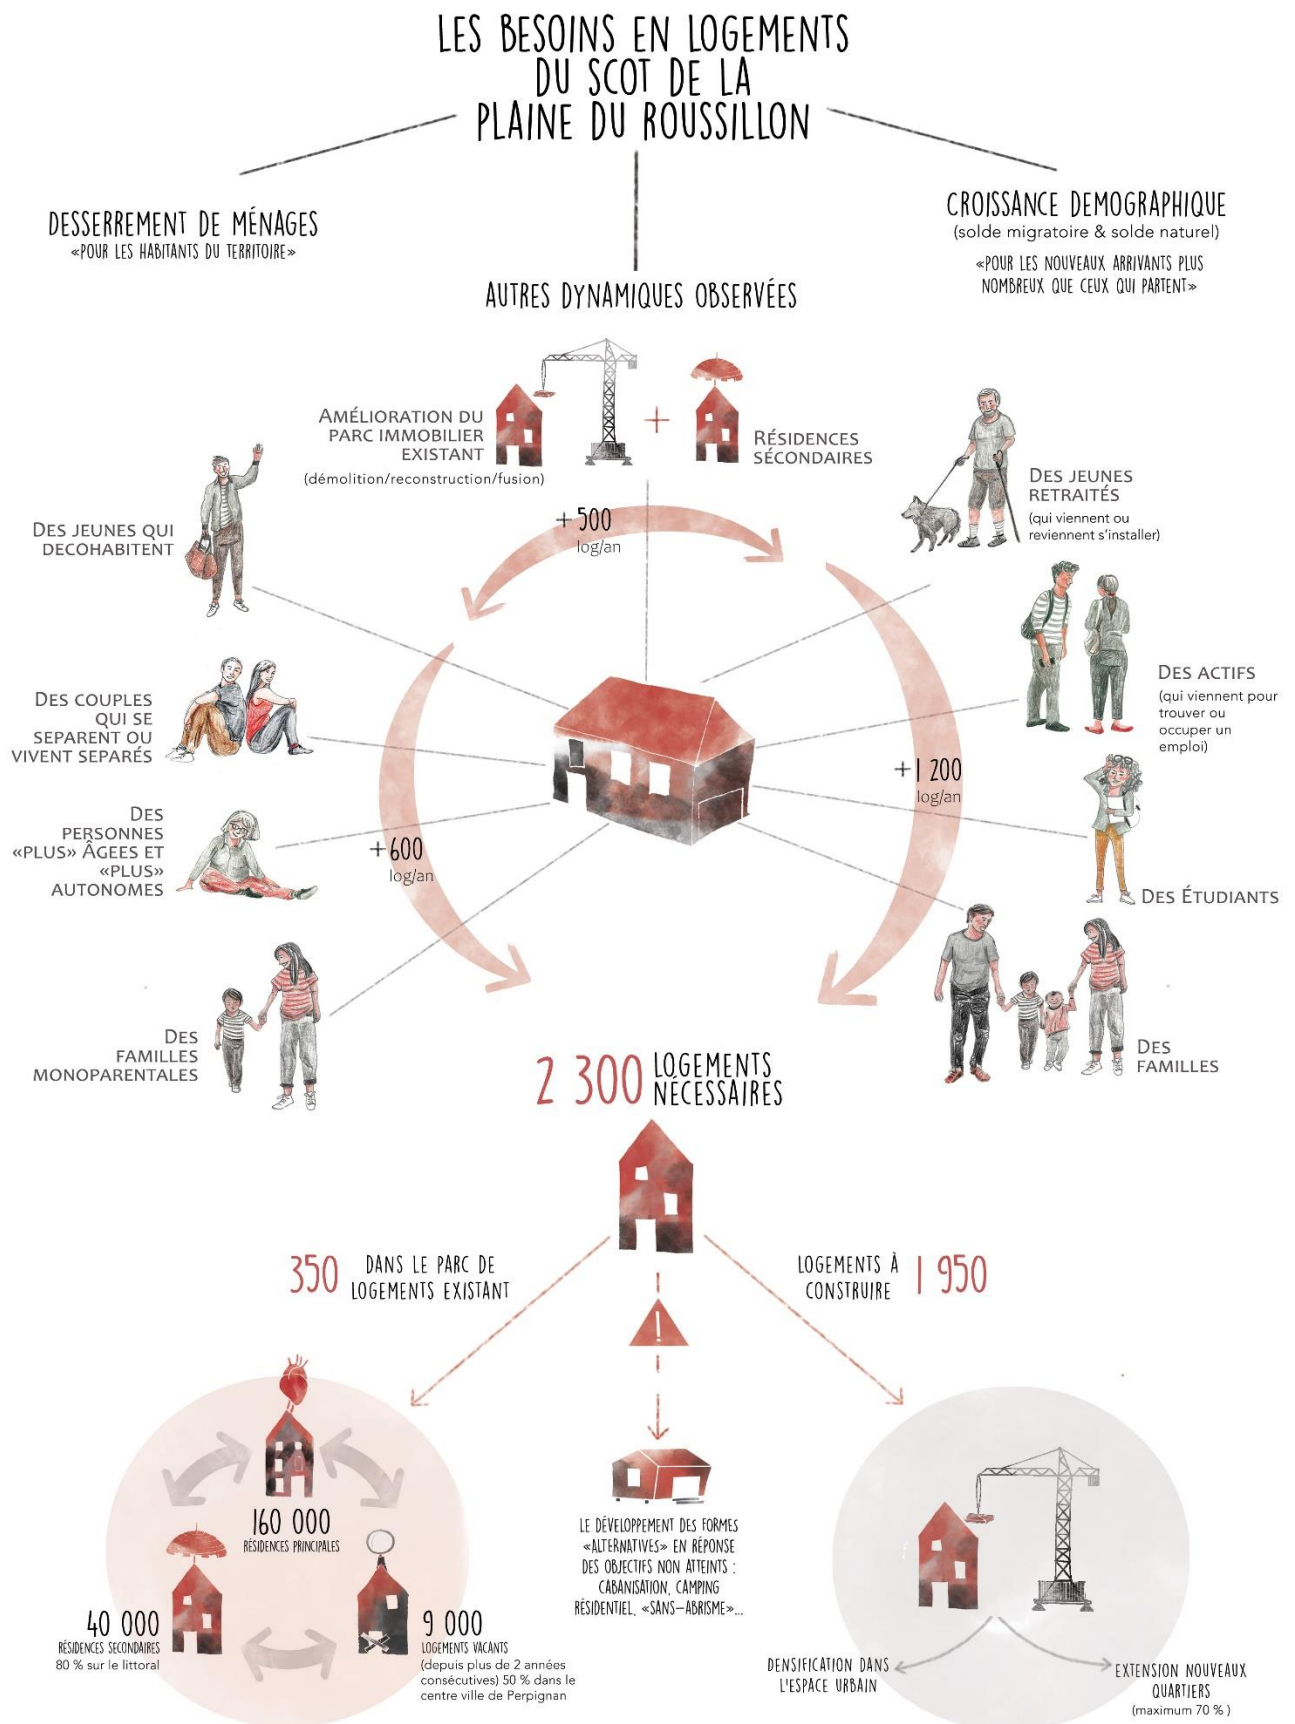 LES BESOINS EN LOGEMENTS
DU SCOT DE LA
PLAINE DU ROUSSILLON
DESSERREMENT DE MÉNAGES
«POUR LES HABITANTS DU TERRITOIRE»
CROISSANCE DEMOGRAPHIQUE
(solde migratoire & solde naturel)
«POUR LES NOUVEAUX ARRIVANTS PLUS
NOMBREUX QUE CEUX QUI PARTENT»
AUTRES DYNAMIQUES OBSERVÉES
AMÉLIORATION DU
PARC IMMOBILIER
EXISTANT
(démolition/reconstruction/fusion)
+
RÉSIDENCES
SÉCONDAIRES
+ 500
log/an
DES JEUNES QUI
DECOHABITENT
DES COUPLES
QUI SE
SEPARENT OU
VIVENT SEPARÉS
DES
PERSONNES
«PLUS» ÂGEES ET
«PLUS»
AUTONOMES
DES
FAMILLES
MONOPARENTALES
+ 600
log/an
DES JEUNES
RETRAITÉS
(qui viennent ou
reviennent s'installer)
DES ACTIFS
(qui viennent pour
trouver ou
occuper un
emploi)
DES ÉTUDIANTS
DES
FAMILLES
+ 1 200
log/an
2 300 LOGEMENTS
NÉCESSAIRES
350 DANS LE PARC DE
LOGEMENTS EXISTANT
LOGEMENTS À
CONSTRUIRE 1 950
!
160 000
RÉSIDENCES PRINCIPALES
40 000
RÉSIDENCES SECONDAIRES
80 % sur le littoral
9 000
LOGEMENTS VACANTS
(depuis plus de 2 années
consécutives) 50 % dans le
centre ville de Perpignan
LE DÉVELOPPEMENT DES FORMES
«ALTERNATIVES» EN RÉPONSE
DES OBJECTIFS NON ATTEINTS :
CABANISATION, CAMPING
RÉSIDENTIEL, «SANS-ABRISME»...
DENSIFICATION DANS
L'ESPACE URBAIN
EXTENSION NOUVEAUX
QUARTIERS
(maximum 70 % )